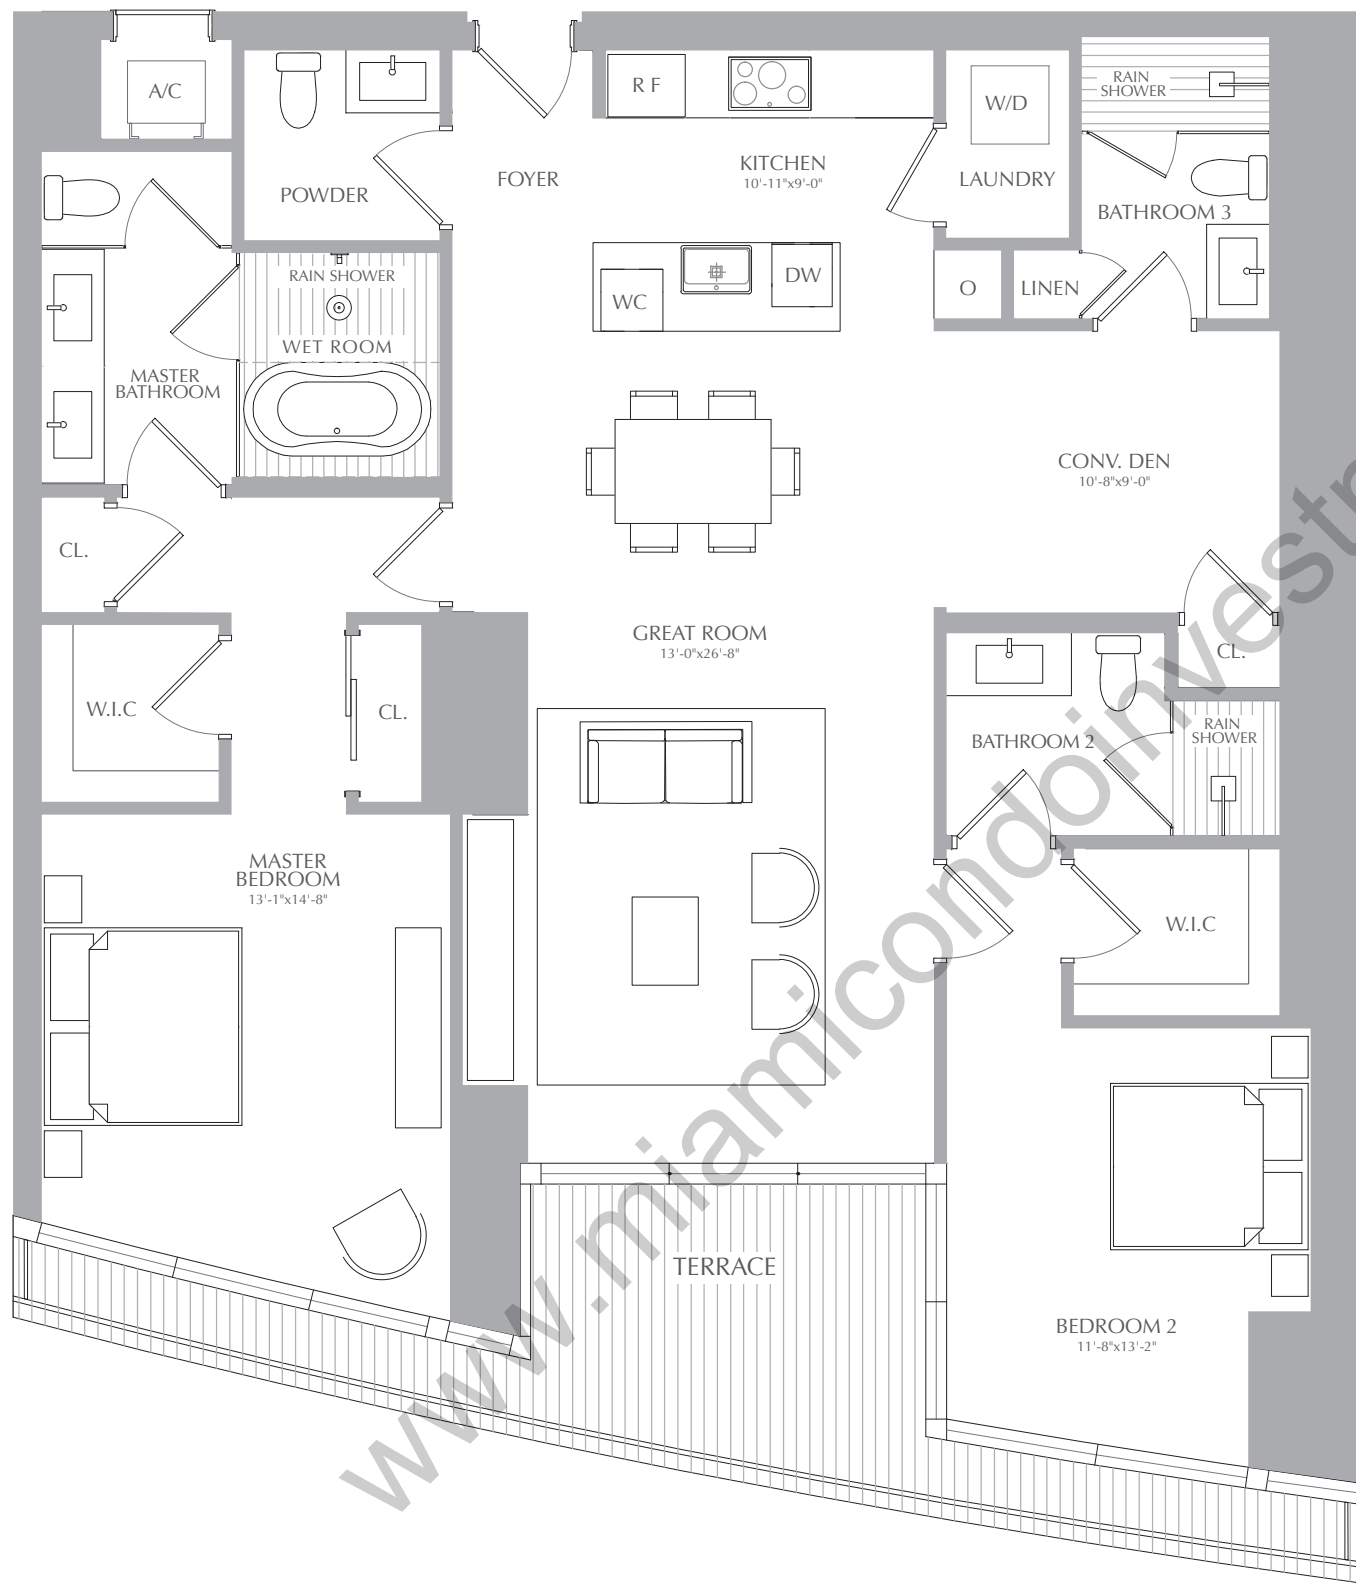 A/C
R F
W/D
RAIN
SHOWER
KITCHEN
10'-11"x9'-0"
FOYER
LAUNDRY
POWDER
BATHROOM 3
RAIN SHOWER
DW
WC
O
LINEN
WET ROOM
MASTER
BATHROOM
CONV. DEN
10'-8"x9'-0"
CL.
GREAT ROOM
13'-0"x26'-8"
CL.
W.I.C
CL.
BATHROOM 2
RAIN
SHOWER
MASTER
BEDROOM
13'-1"x14'-8"
W.I.C
TERRACE
BEDROOM 2
11'-8"x13'-2"